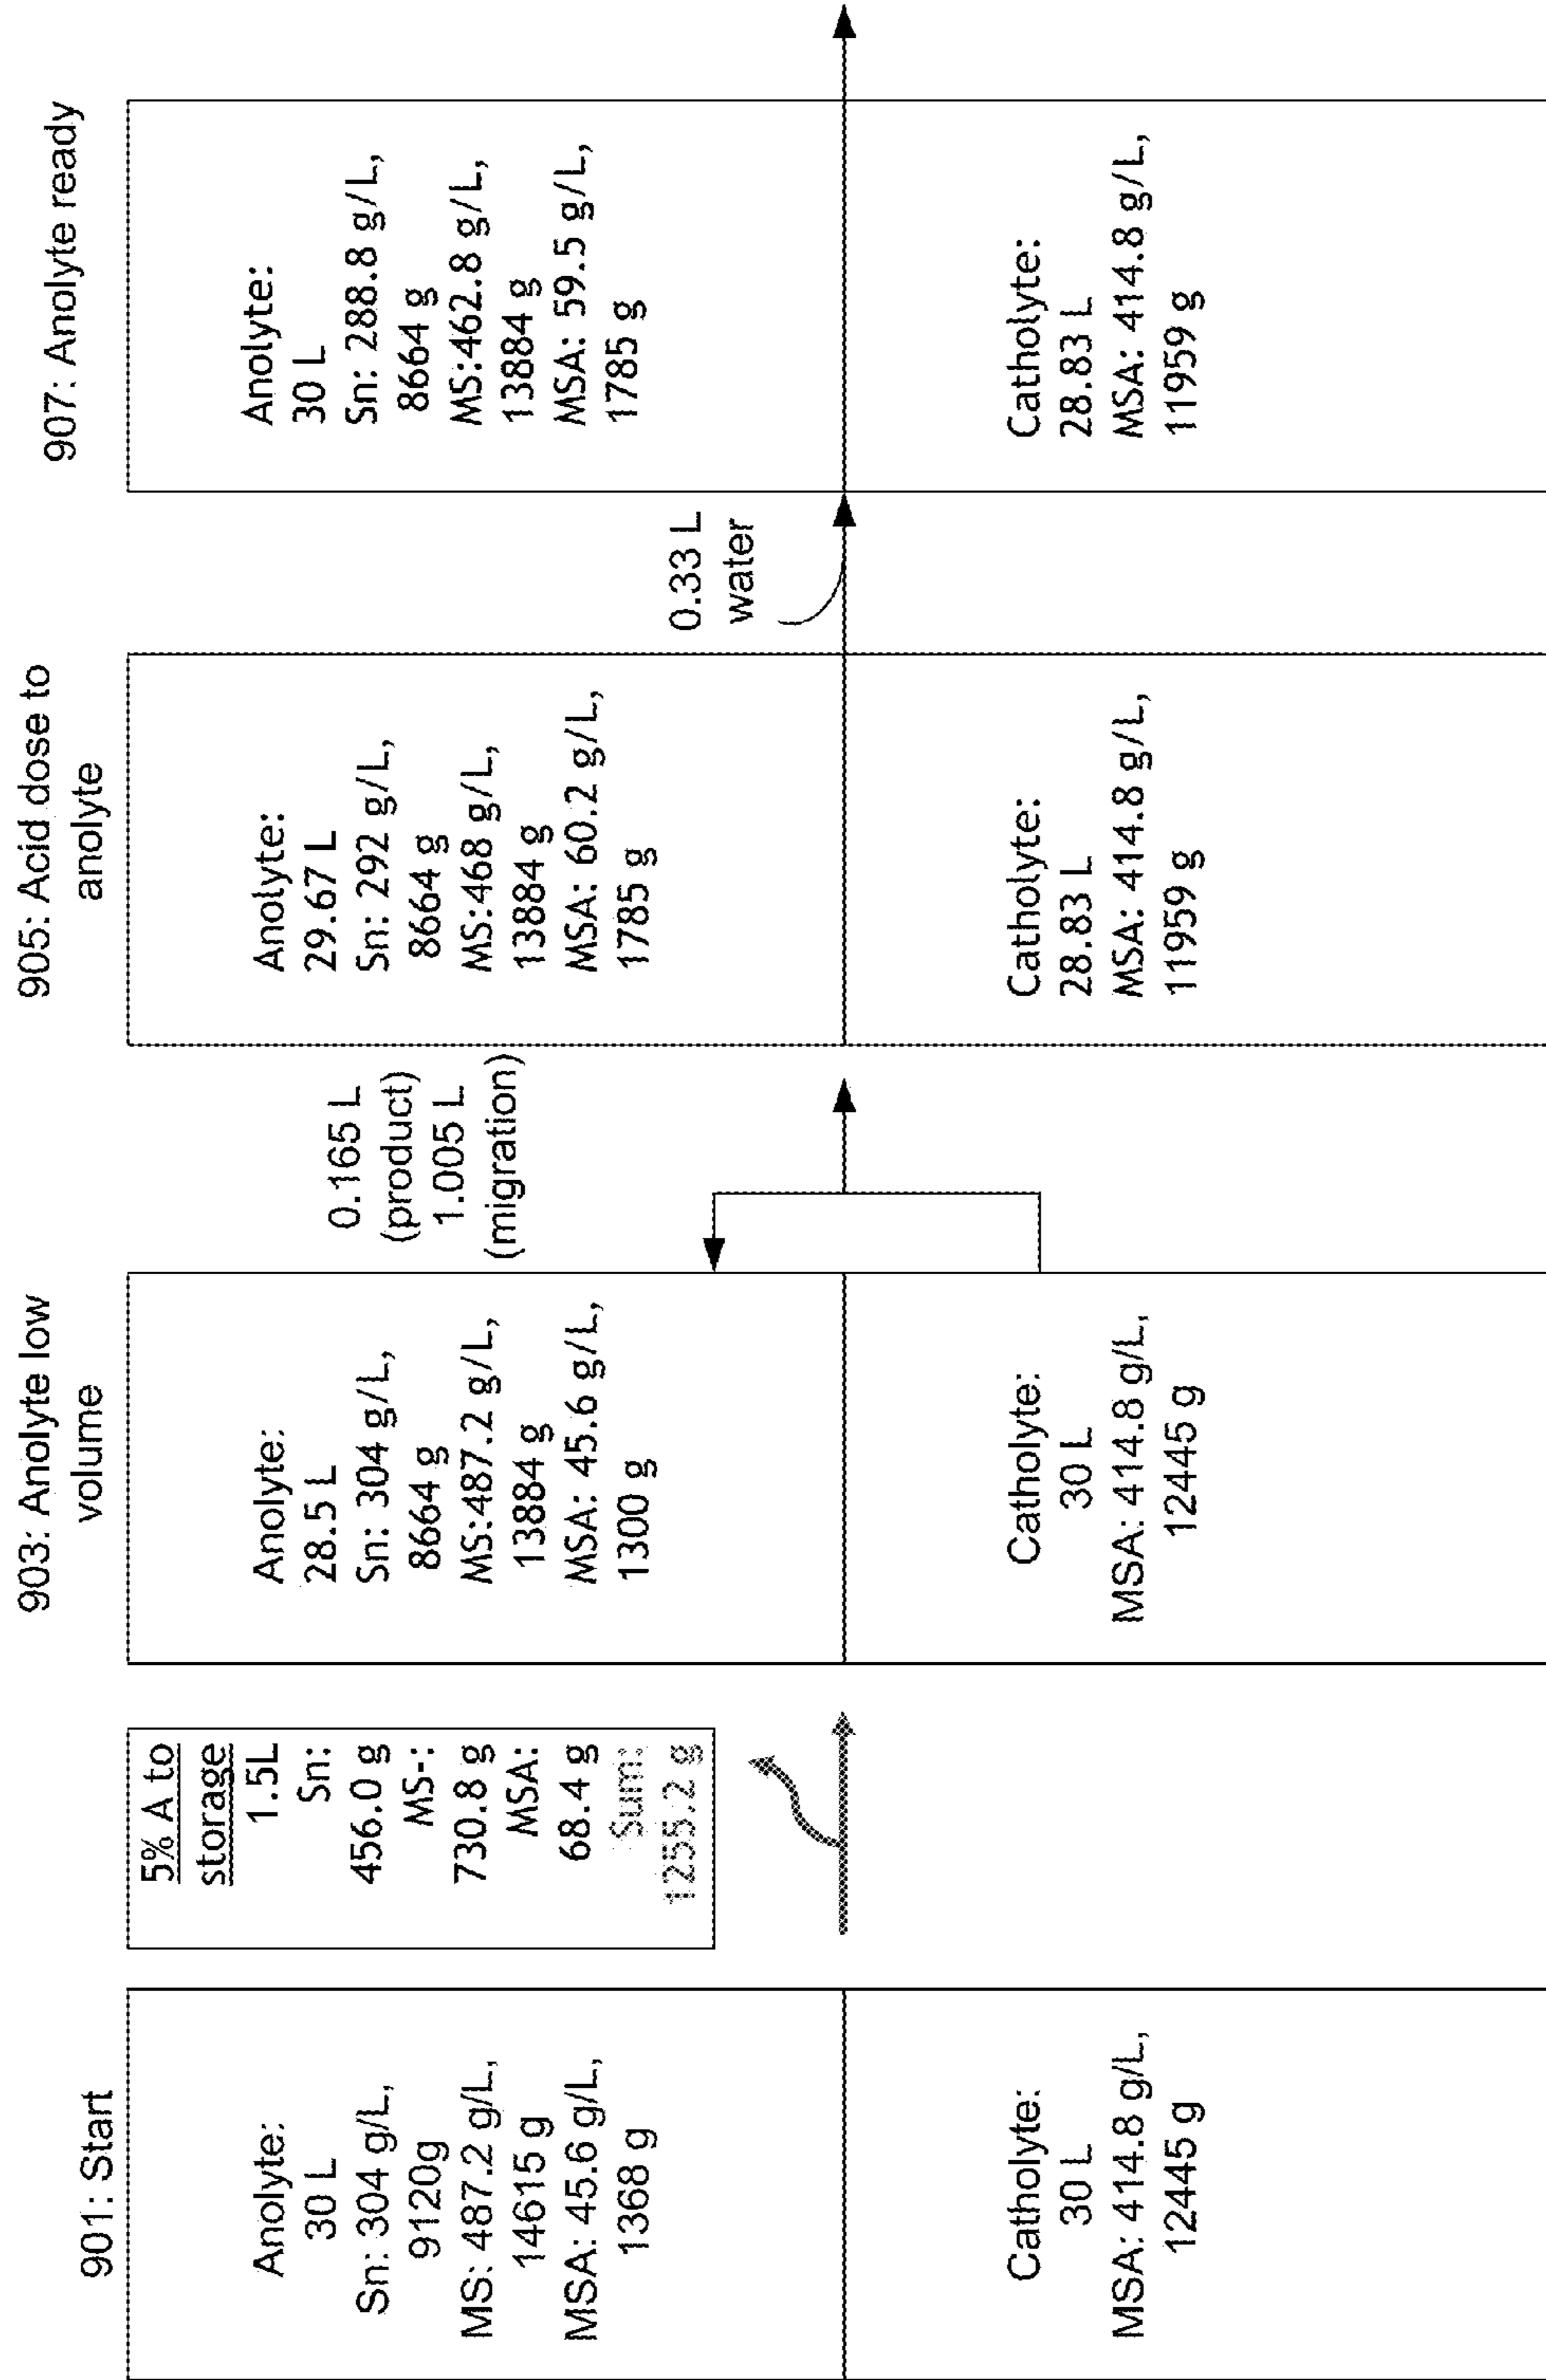 901: Start
Anolyte:
30 L
Sn: 304 g/L,
9120g
MS: 487.2 g/L,
14615 g
MSA: 45.6 g/L,
1368 g
Catholyte:
30 L
MSA: 414.8 g/L,
12445 g
5% A to
storage
1.5L
Sn:
456.0 g
MS-:
730.8 g
MSA:
68.4 g
Sum:
1255.2 g
903: Anolyte low
volume
Anolyte:
28.5 L
Sn: 304 g/L,
8664 g
MS:487.2 g/L,
13884 g
MSA: 45.6 g/L,
1300 g
Catholyte:
30 L
MSA: 414.8 g/L,
12445 g
0.165 L
(product)
1.005 L
(migration)
905: Acid dose to
anolyte
Anolyte:
29.67 L
Sn: 292 g/L,
8664 g
MS:468 g/L,
13884 g
MSA: 60.2 g/L,
1785 g
Catholyte:
28.83 L
MSA: 414.8 g/L,
11959 g
0.33 L
water
907: Anolyte ready
Anolyte:
30 L
Sn: 288.8 g/L,
8664 g
MS:462.8 g/L,
13884 g
MSA: 59.5 g/L,
1785 g
Catholyte:
28.83 L
MSA: 414.8 g/L,
11959 g